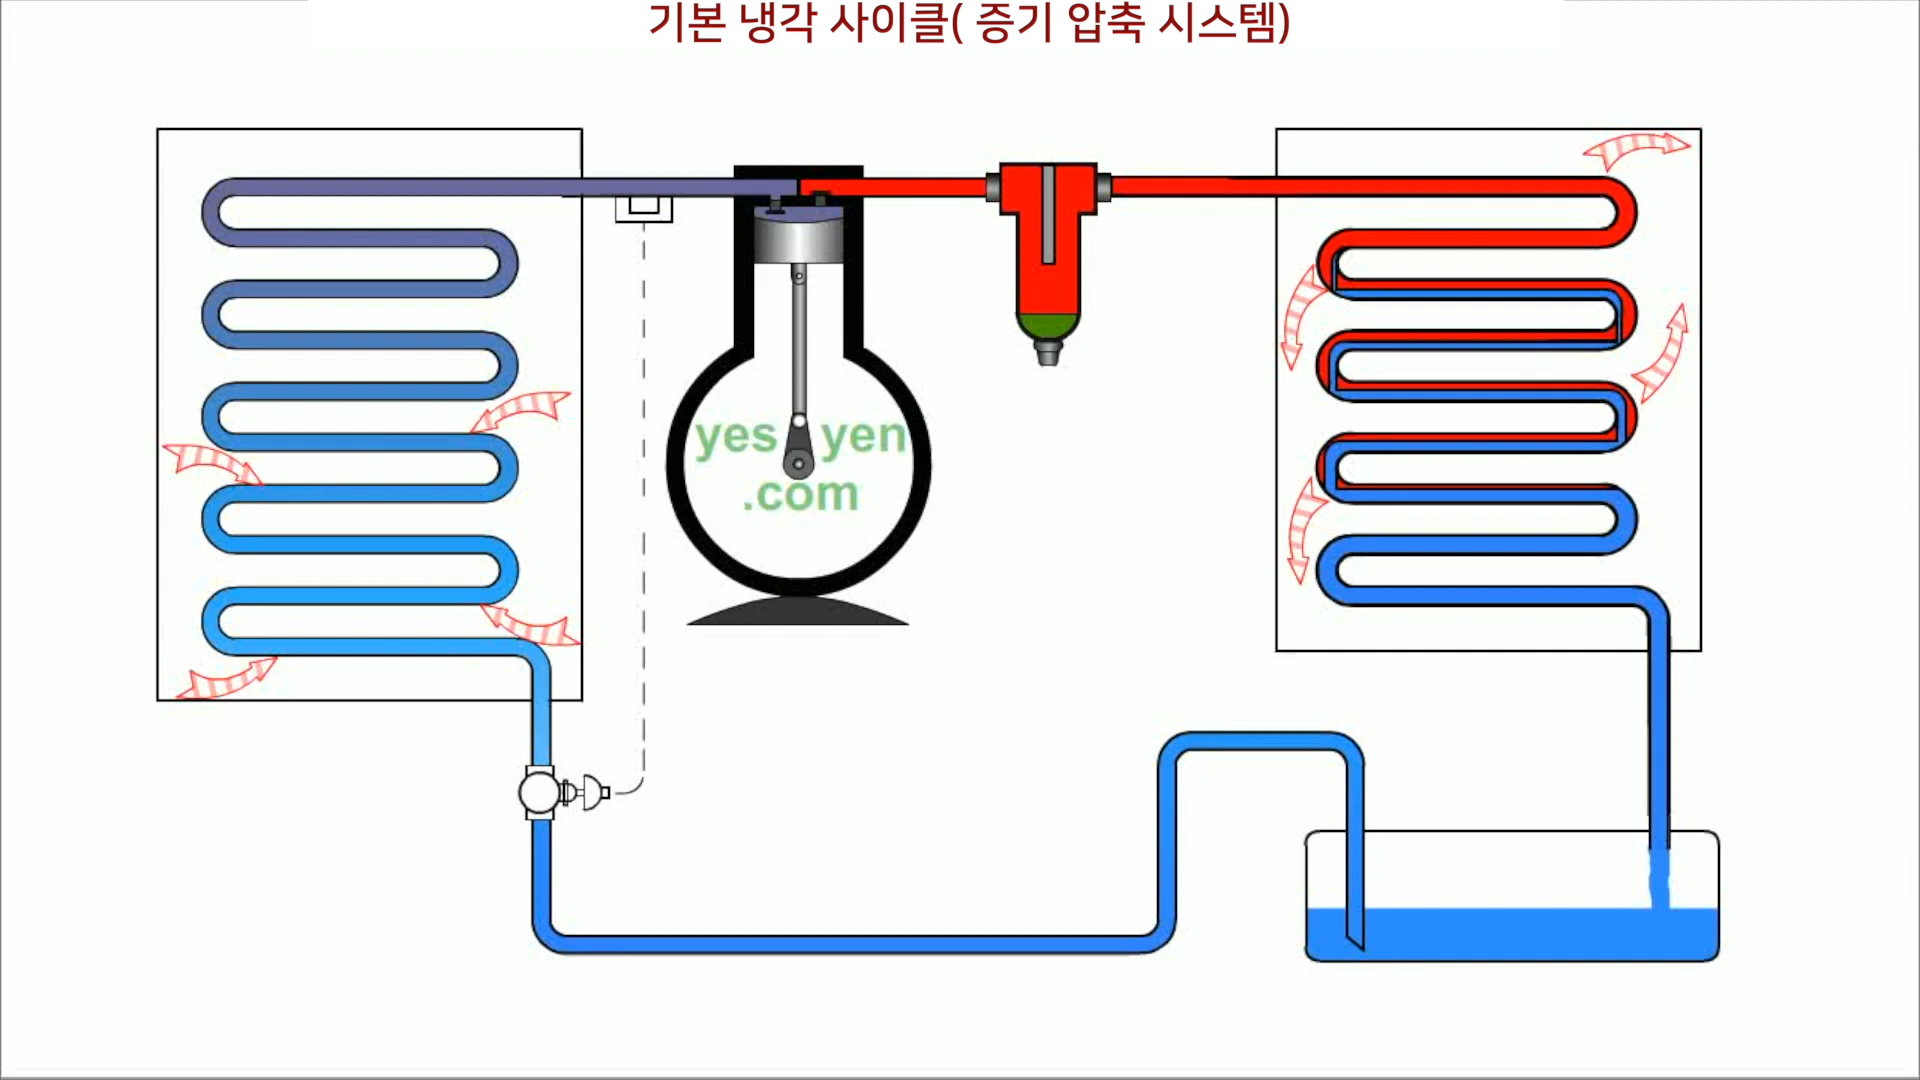 기본 냉각 사이클( 증기 압축 시스템)
yes yen
.com